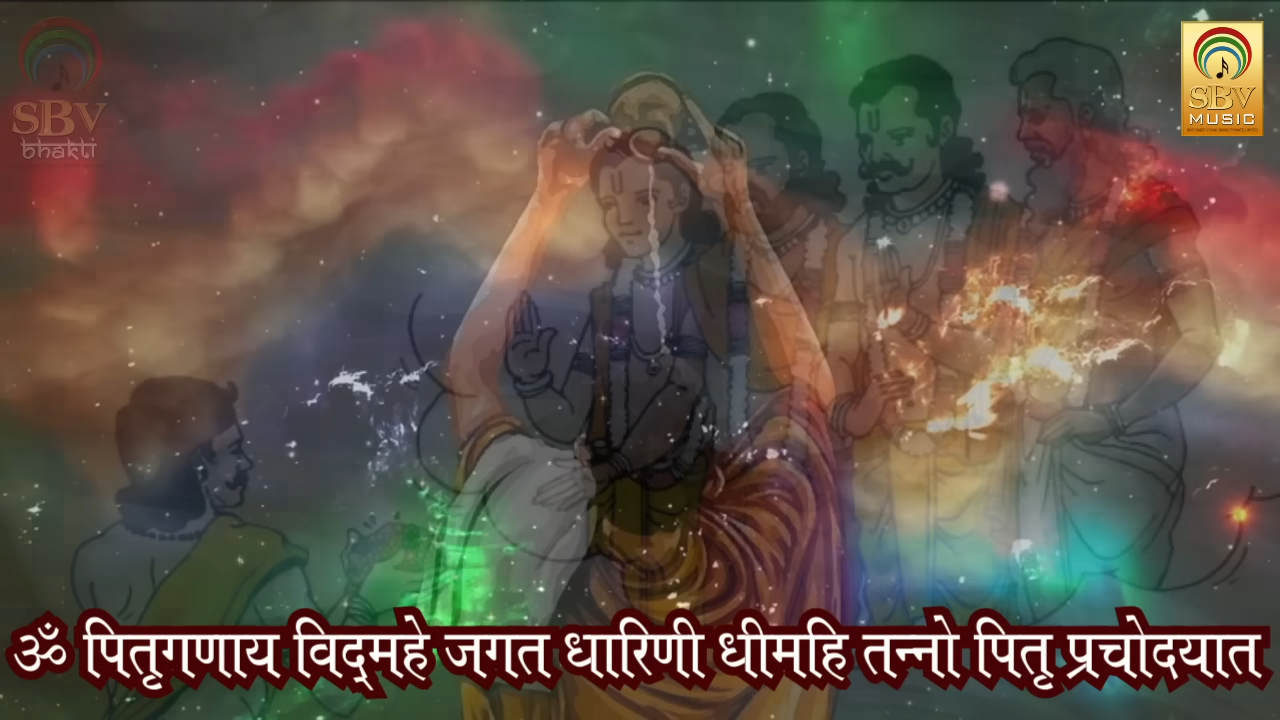 SBV
bhakti
SBV
MUSIC
ॐ पितृगणाय विद्महे जगत धारिणी धीमहि तन्नो पितृ प्रचोदयात